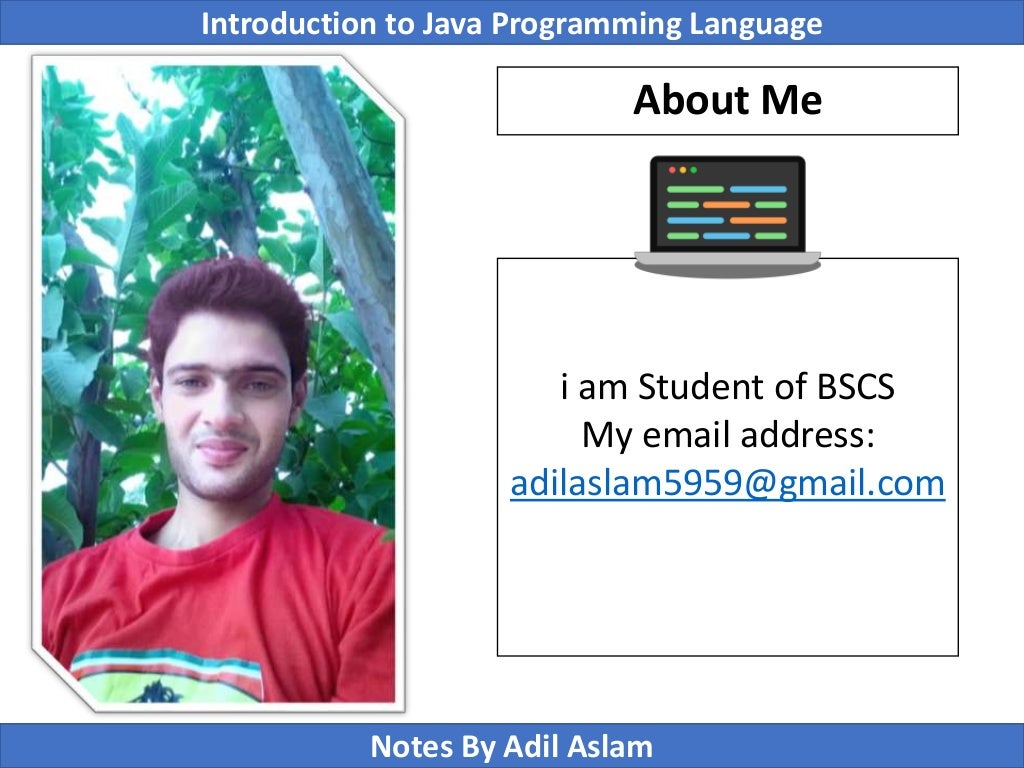 Introduction to Java Programming Language
About Me
i am Student of BSCS
My email address:
adilaslam5959@gmail.com
Notes By Adil Aslam